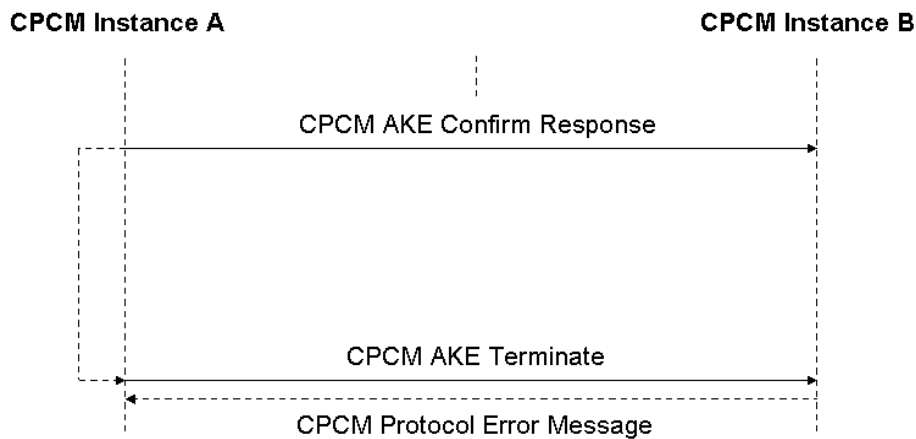 CPCM Instance A
CPCM Instance B
CPCM AKE Confirm Response
CPCM AKE Terminate
CPCM Protocol Error Message